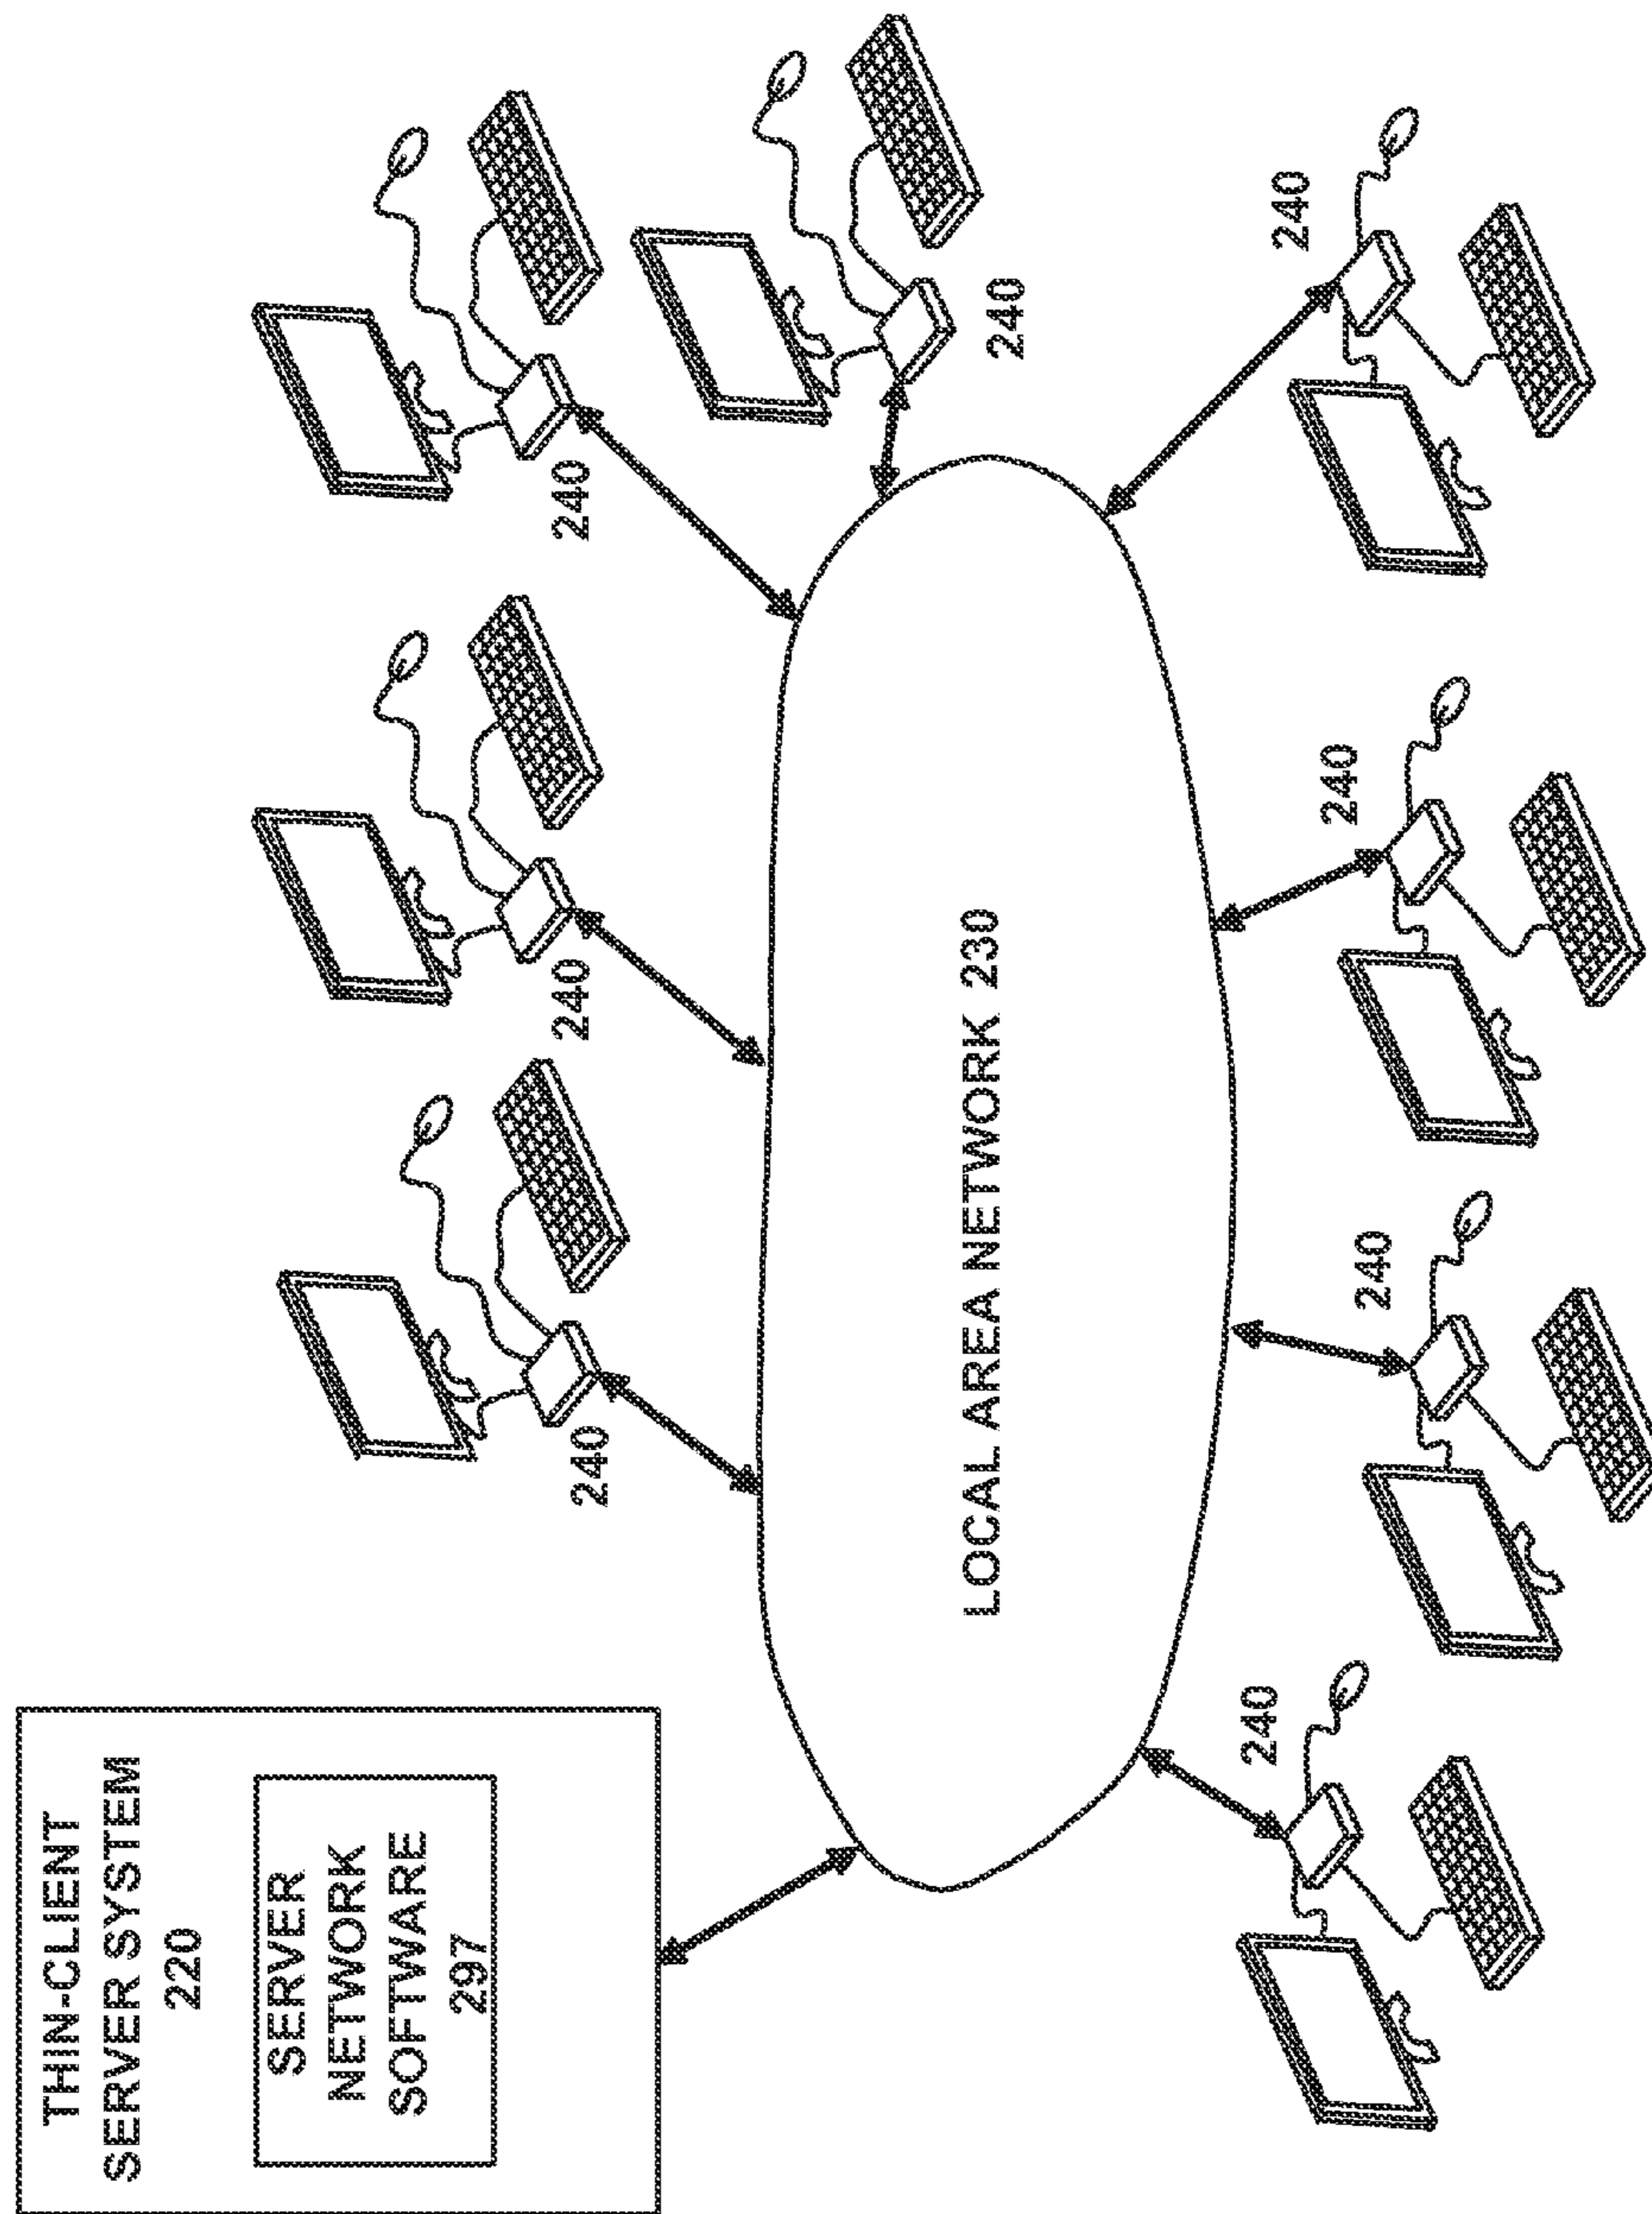 THIN-CLIENT
SERVER SYSTEM
220
SERVER
NETWORK
SOFTWARE
297
240
240
240
240
LOCAL AREA NETWORK 230
240
240
240
240